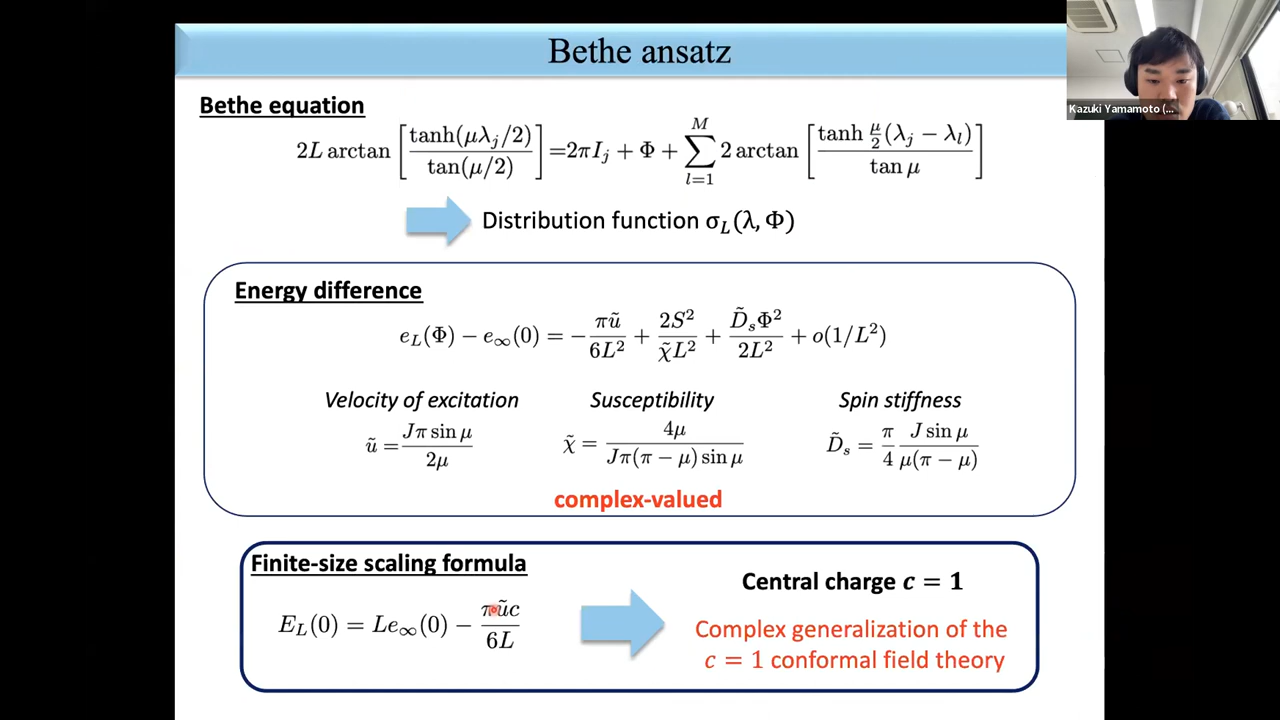 Bethe ansatz
Kazuki Yamamoto (...
Bethe equation
2L arctan [ tanh(μλ_j/2) / tan(μ/2) ] =2πI_j + Φ + ∑_{l=1}^{M} 2 arctan [ tanh μ/2 (λ_j − λ_l) / tan μ ]
Distribution function σ_L(λ, Φ)
Energy difference
e_L(Φ) − e_∞(0) = − πũ / 6L² + 2S² / χ̃L² + D̃_sΦ² / 2L² + o(1/L²)
Velocity of excitation
Susceptibility
Spin stiffness
ũ = Jπ sin μ / 2μ
χ̃ = 4μ / Jπ(π − μ) sin μ
D̃_s = π/4 J sin μ / μ(π − μ)
complex-valued
Finite-size scaling formula
E_L(0) = Le_∞(0) − πũc / 6L
Central charge c = 1
Complex generalization of the
c = 1 conformal field theory